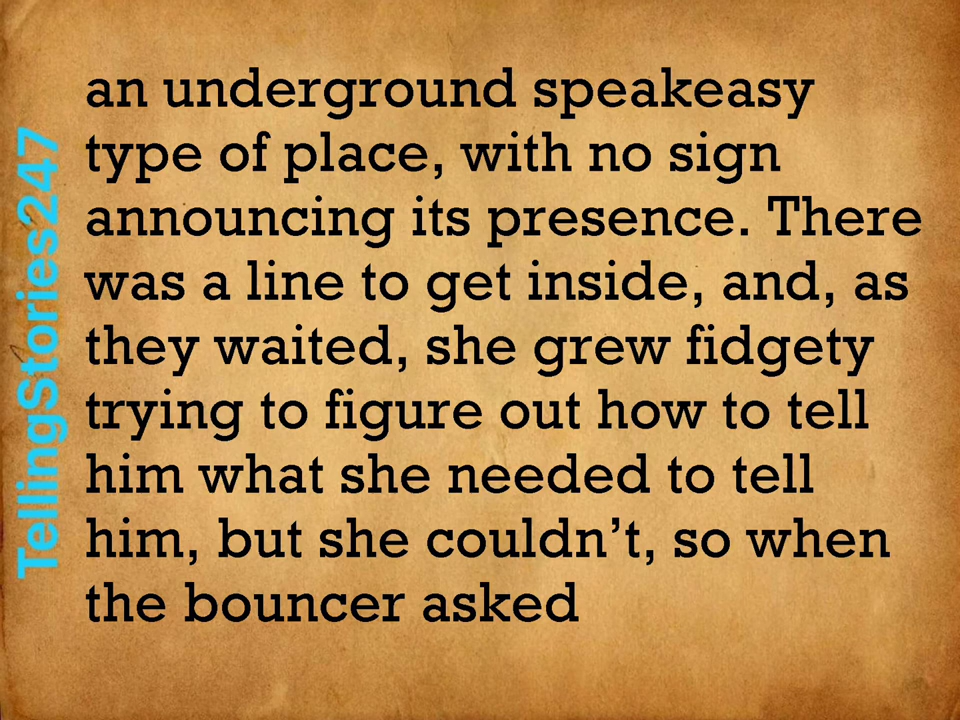 an underground speakeasy
type of place, with no sign
announcing its presence. There
was a line to get inside, and, as
they waited, she grew fidgety
trying to figure out how to tell
him what she needed to tell
him, but she couldn’t, so when
the bouncer asked
TellingStories247